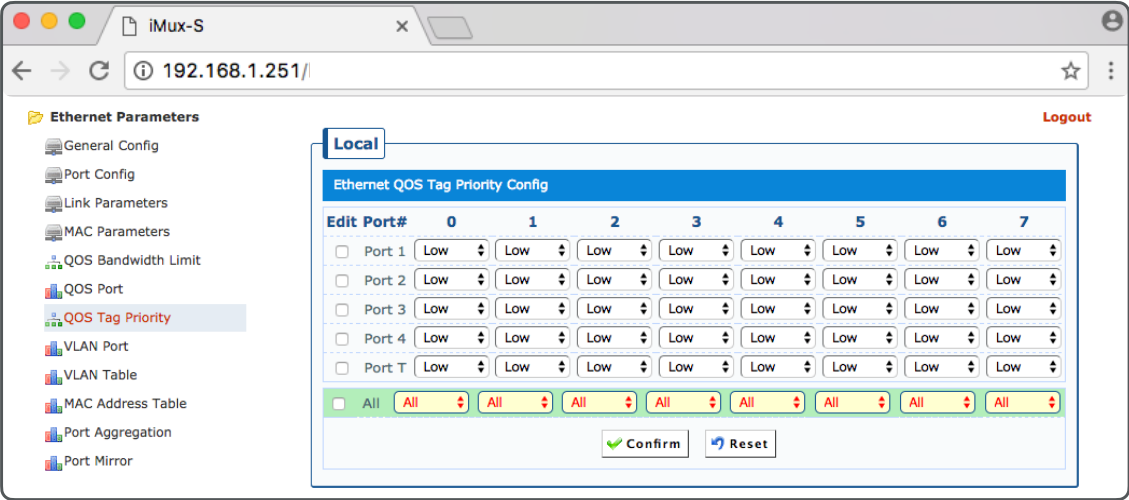 iMux-S
192.168.1.251/
Ethernet Parameters
General Config
Port Config
Link Parameters
MAC Parameters
QOS Bandwidth Limit
QOS Port
QOS Tag Priority
VLAN Port
VLAN Table
MAC Address Table
Port Aggregation
Port Mirror
Logout
Local
Ethernet QOS Tag Priority Config
Edit Port# 0 1 2 3 4 5 6 7
Port 1 Low Low Low Low Low Low Low Low
Port 2 Low Low Low Low Low Low Low Low
Port 3 Low Low Low Low Low Low Low Low
Port 4 Low Low Low Low Low Low Low Low
Port T Low Low Low Low Low Low Low Low
All All All All All All All All All
Confirm Reset